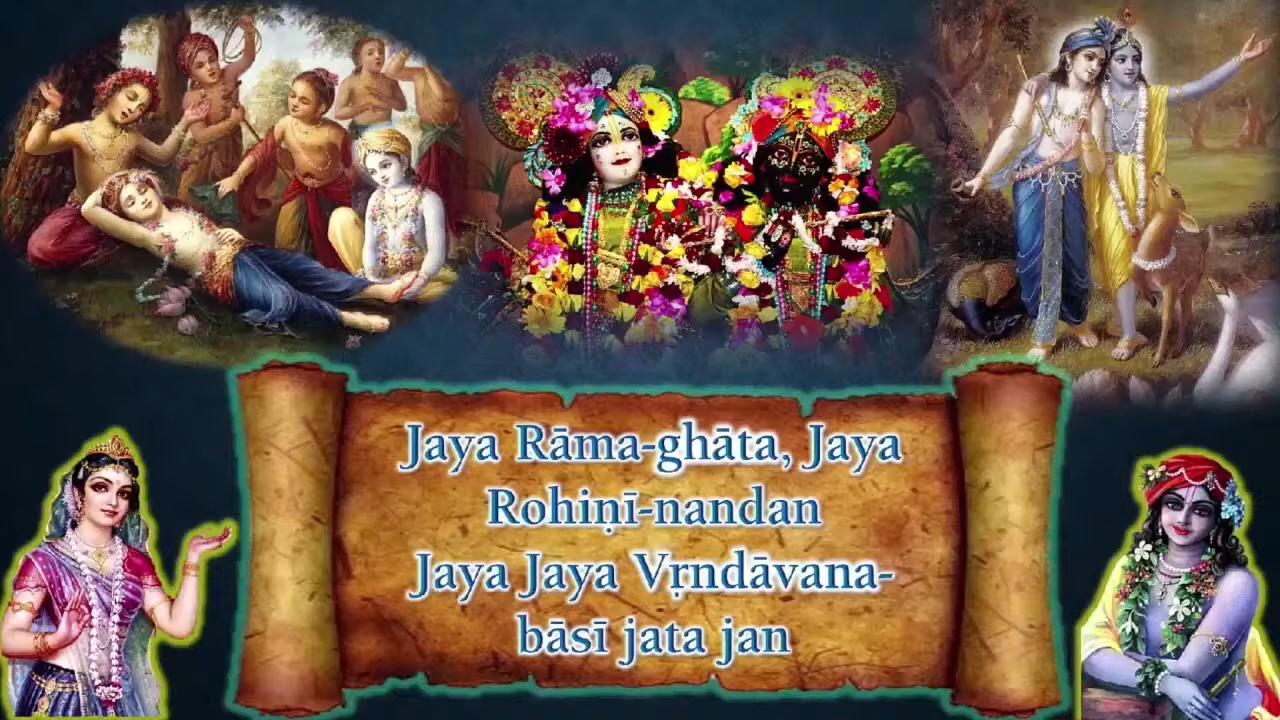 Jaya Rāma-ghāta, Jaya
Rohiṇī-nandan
Jaya Jaya Vṛndāvana-
bāsī jata jan